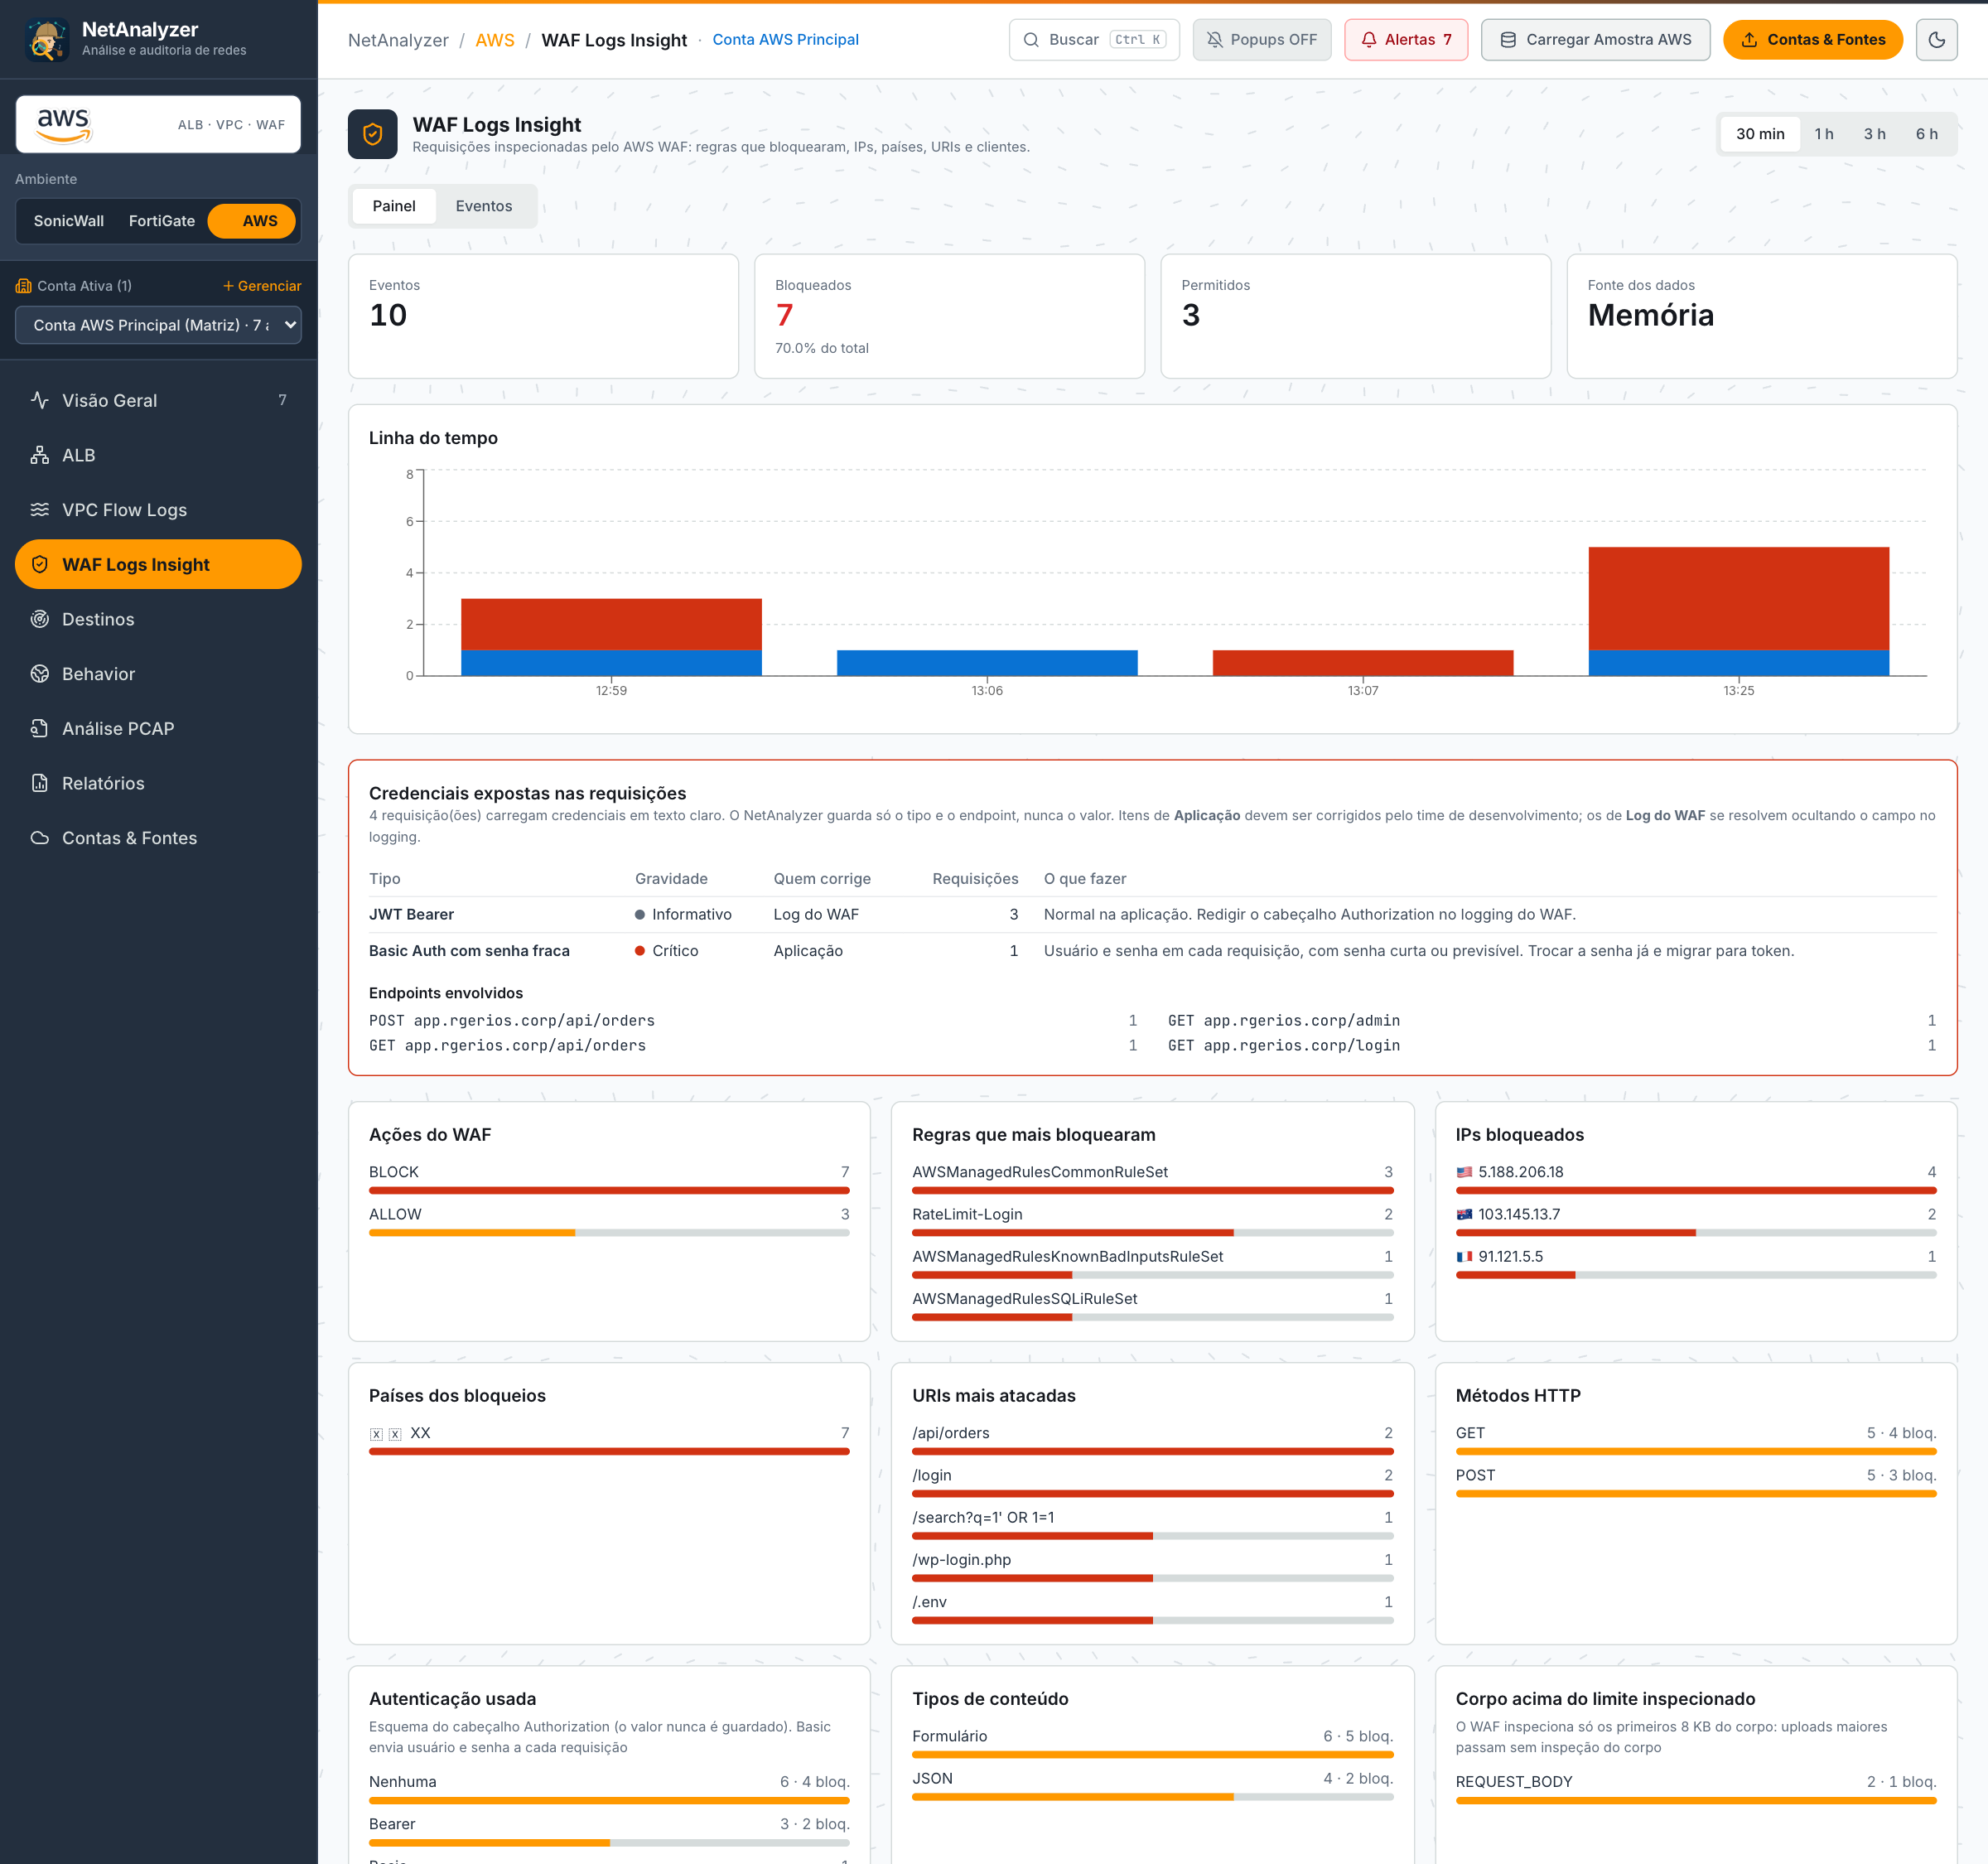 NetAnalyzer
Análise e auditoria de redes
aws
ALB · VPC · WAF
Ambiente
SonicWall FortiGate AWS
Conta Ativa (1) + Gerenciar
Conta AWS Principal (Matriz) · 7
Visão Geral 7
ALB
VPC Flow Logs
WAF Logs Insight
Destinos
Behavior
Análise PCAP
Relatórios
Contas & Fontes
NetAnalyzer / AWS / WAF Logs Insight · Conta AWS Principal
Buscar Ctrl K
Popups OFF
Alertas 7
Carregar Amostra AWS
Contas & Fontes
WAF Logs Insight
Requisições inspecionadas pelo AWS WAF: regras que bloquearam, IPs, países, URIs e clientes.
30 min 1 h 3 h 6 h
Painel Eventos
Eventos
10
Bloqueados
7
70.0% do total
Permitidos
3
Fonte dos dados
Memória
Linha do tempo
8
6
4
2
0
12:59 13:06 13:07 13:25
Credenciais expostas nas requisições
4 requisição(ões) carregam credenciais em texto claro. O NetAnalyzer guarda só o tipo e o endpoint, nunca o valor. Itens de Aplicação devem ser corrigidos pelo time de desenvolvimento; os de Log do WAF se resolvem ocultando o campo no
logging.
Tipo Gravidade Quem corrige Requisições O que fazer
JWT Bearer Informativo Log do WAF 3 Normal na aplicação. Redigir o cabeçalho Authorization no logging do WAF.
Basic Auth com senha fraca Crítico Aplicação 1 Usuário e senha em cada requisição, com senha curta ou previsível. Trocar a senha já e migrar para token.
Endpoints envolvidos
POST app.rgerios.corp/api/orders 1 GET app.rgerios.corp/admin 1
GET app.rgerios.corp/api/orders 1 GET app.rgerios.corp/login 1
Ações do WAF
BLOCK 7
ALLOW 3
Regras que mais bloquearam
AWSManagedRulesCommonRuleSet 3
RateLimit-Login 2
AWSManagedRulesKnownBadInputsRuleSet 1
AWSManagedRulesSQLiRuleSet 1
IPs bloqueados
5.188.206.18 4
103.145.13.7 2
91.121.5.5 1
Países dos bloqueios
X X XX 7
URIs mais atacadas
/api/orders 2
/login 2
/search?q=1' OR 1=1 1
/wp-login.php 1
/.env 1
Métodos HTTP
GET 5 · 4 bloq.
POST 5 · 3 bloq.
Autenticação usada
Esquema do cabeçalho Authorization (o valor nunca é guardado). Basic
envia usuário e senha a cada requisição
Nenhuma 6 · 4 bloq.
Bearer 3 · 2 bloq.
Tipos de conteúdo
Formulário 6 · 5 bloq.
JSON 4 · 2 bloq.
Corpo acima do limite inspecionado
O WAF inspeciona só os primeiros 8 KB do corpo: uploads maiores
passam sem inspeção do corpo
REQUEST_BODY 2 · 1 bloq.